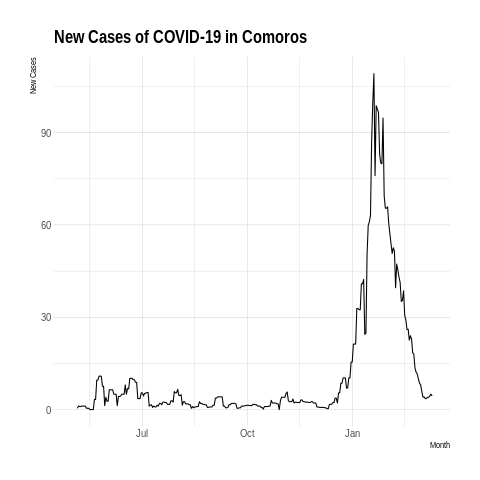 New Cases of COVID-19 in Comoros
New Cases
90
60
30
0
Jul
Oct
Jan
Month